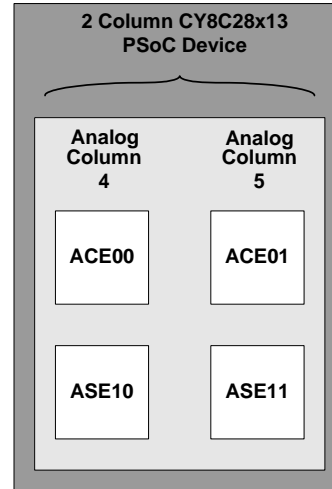 2 Column CY8C28x13
PSoC Device
Analog
Column
4
Analog
Column
5
ACE00
ACE01
ASE10
ASE11